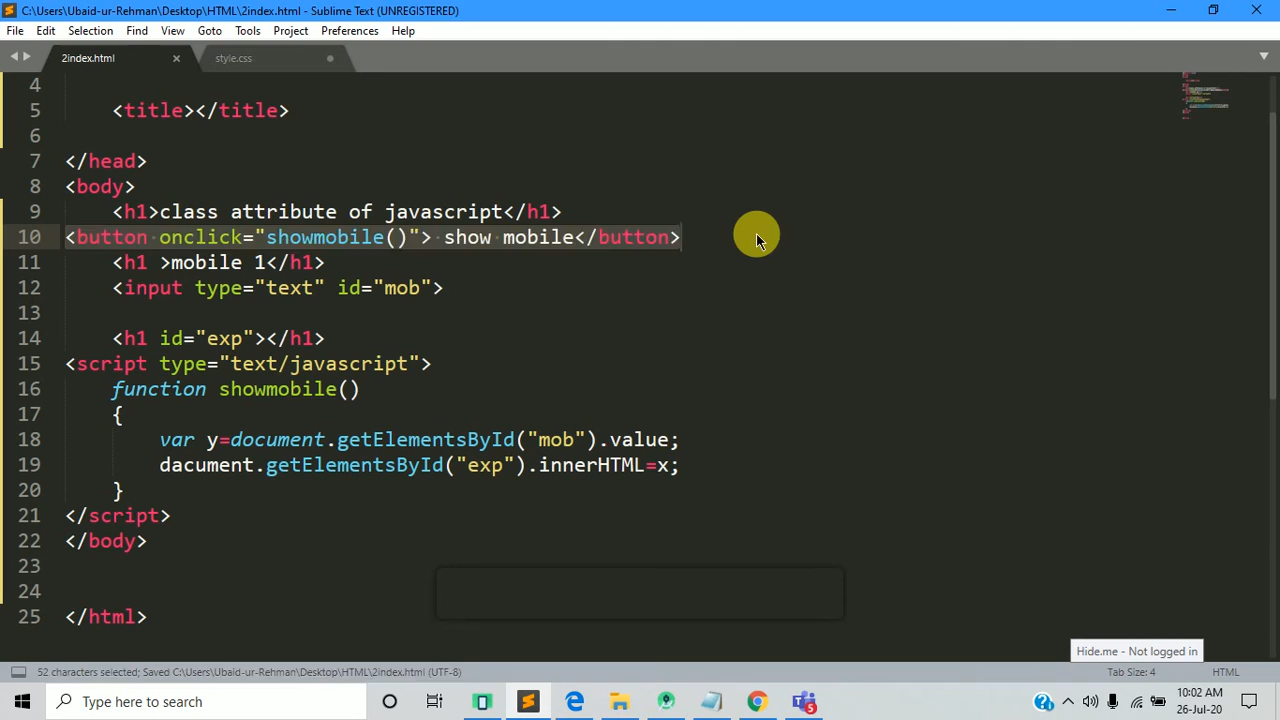 C:\Users\Ubaid-ur-Rehman\Desktop\HTML\2index.html - Sublime Text (UNREGISTERED)
File Edit Selection Find View Goto Tools Project Preferences Help
2index.html style.css
4
5 <title></title>
6
7 </head>
8 <body>
9 <h1>class attribute of javascript</h1>
10 <button onclick="showmobile()"> show mobile</button>
11 <h1 >mobile 1</h1>
12 <input type="text" id="mob">
13
14 <h1 id="exp"></h1>
15 <script type="text/javascript">
16 function showmobile()
17 {
18 var y=document.getElementsById("mob").value;
19 dacument.getElementsById("exp").innerHTML=x;
20 }
21 </script>
22 </body>
23
24
25 </html>
Hide.me - Not logged in
52 characters selected; Saved C:\Users\Ubaid-ur-Rehman\Desktop\HTML\2index.html (UTF-8) Tab Size: 4 HTML
Type here to search 5 10:02 AM
26-Jul-20